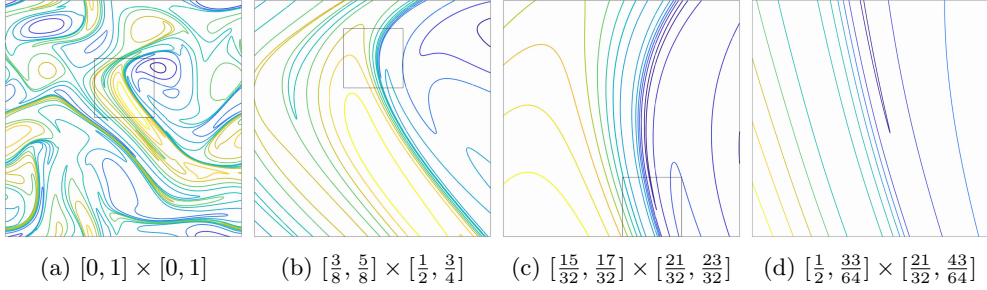 (a) [0, 1] × [0, 1] (b) [3/8, 5/8] × [1/2, 3/4] (c) [15/32, 17/32] × [21/32, 23/32] (d) [1/2, 33/64] × [21/32, 43/64]